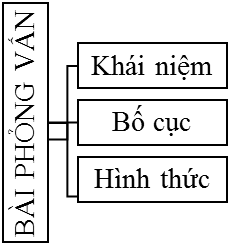 BÀI PHỎNG VẤN
Khái niệm
Bố cục
Hình thức